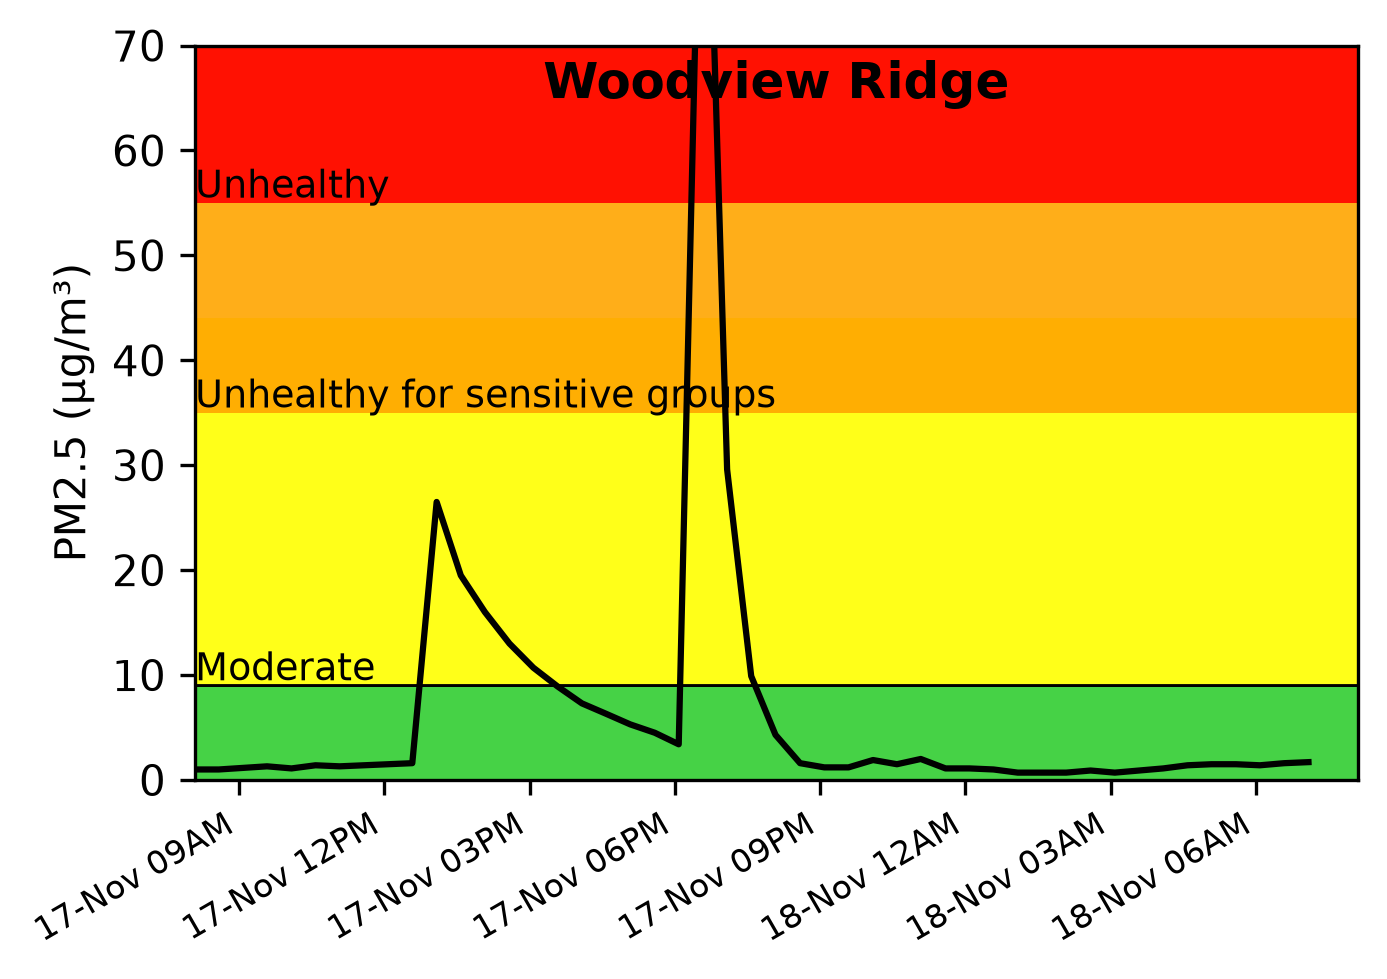 Woodview Ridge
70
60
Unhealthy
50
40
Unhealthy for sensitive groups
30
20
Moderate
10
0
PM2.5 (µg/m³)
17-Nov 09AM
17-Nov 12PM
17-Nov 03PM
17-Nov 06PM
17-Nov 09PM
18-Nov 12AM
18-Nov 03AM
18-Nov 06AM